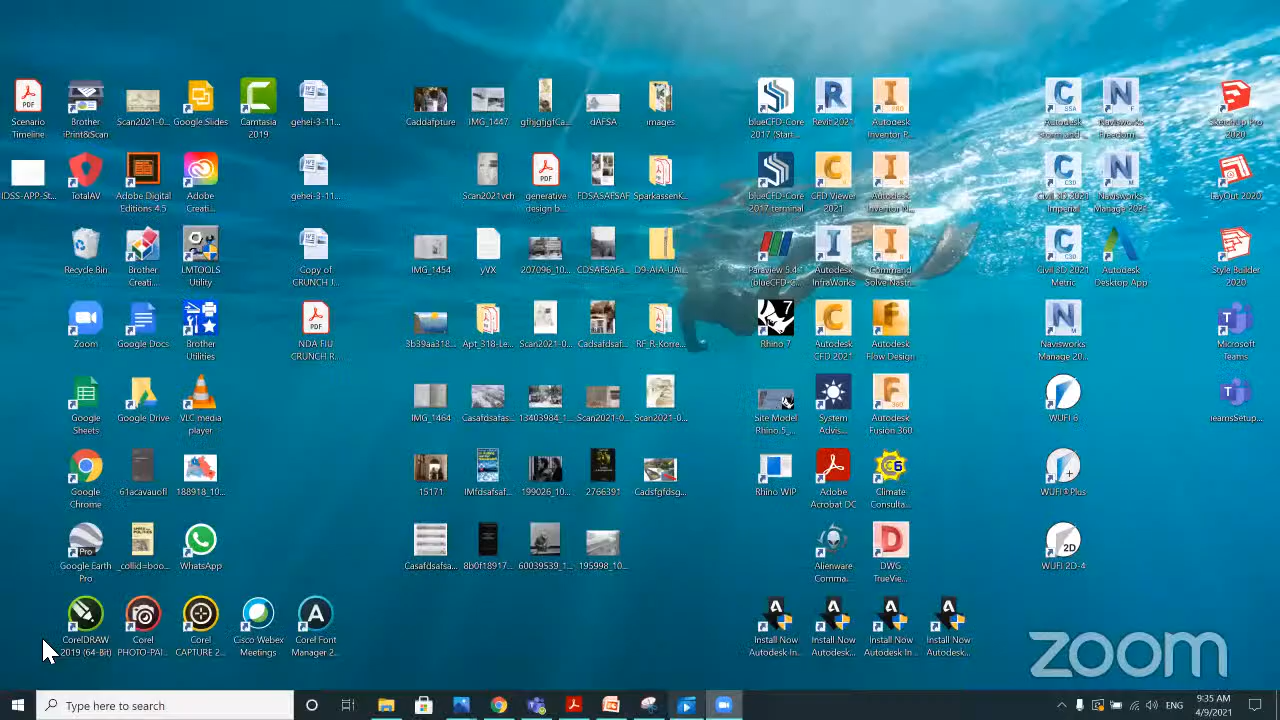 Scenario
Timeline
Brother
iPrint&Scan
Scan2021-0...
Google Slides
Camtasia
2019
gehei-3-11...
Caddafpture
IMG_1447
gfhjgfjgfCa...
dAFSA
images
blueCFD-Core
2017 'Start-...
Revit 2021
Autodesk
Inventor R...
Autodesk
Storm and ...
Navisworks
Freedom...
SketchUp Pro
2020
IDSS-APP-St...
TotalAV
Adobe Digital
Editions 4.5
Adobe
Creati...
gehei-3-11...
Scan2021vch
generative
design b...
FDSASAFSAF
SparkassenK...
blueCFD-Core
2017 terminal
CFD Viewer
2021
Autodesk
Civil 3D 2021
Imperial
Navisworks
Manage 2021
LayOut 2020
Recycle Bin
Brother
Creati...
LMTOOLS
Utility
Copy of
CRUNCH I...
IMG_1454
yVX
207096_10...
CDSAFSAFa...
D9-AIA-UAI...
Paraview 5.4...
(blueCFD-C...
Autodesk
InfraWorks
Command
Solve Nastr...
Civil 3D 2021
Metric
Autodesk
Desktop App
Style Builder
2020
Zoom
Google Docs
Brother
Utilities
NDA FIU
CRUNCH R...
3b39aa318...
Apt_318-Le...
Scan2021-0...
Cadsafdsaf...
RF_R-Korre...
7
Rhino 7
Autodesk
CFD 2021
Autodesk
Flow Design
Navisworks
Manage 20...
Microsoft
Teams
Google
Sheets
Google Drive
VLC media
player
IMG_1464
Casafdsafas...
13403984_1...
Scan2021-0...
Scan2021-0...
Site Model
Rhino 5_...
System
Advis...
Autodesk
Fusion 360
WUFI 6
TeamsSetup...
Google
Chrome
61acavauofl
188918_10...
15171
IMfdsafsaf...
199026_10...
2766391
Cadsfgfdsg...
Rhino WIP
Adobe
Acrobat DC
Climate
Consulta...
WUFI®Plus
Google Earth
Pro
_collid=boo...
WhatsApp
Casafdsafsa...
8b0f18917...
60039539_1...
195998_10...
Alienware
Comma...
DWG
TrueVie...
WUFI 2D-4
CorelDRAW
2019 (64-Bit)
Corel
PHOTO-PAI...
Corel
CAPTURE 2...
Cisco Webex
Meetings
Corel Font
Manager 2...
Install Now
Autodesk In...
Install Now
Autodesk...
Install Now
Autodesk In...
Install Now
Autodesk...
zoom
Type here to search
ENG
9:35 AM
4/9/2021